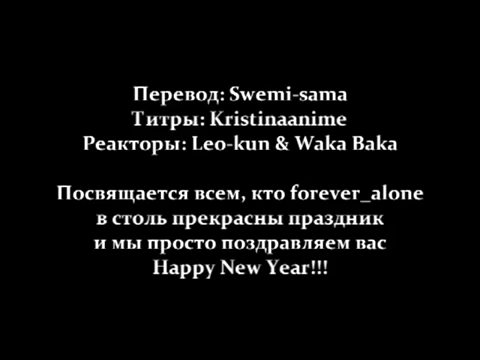 Перевод: Swemi-sama
Титры: Kristinaanime
Реакторы: Leo-kun & Waka Baka
Посвящается всем, кто forever_alone
в столь прекрасны праздник
и мы просто поздравляем вас
Happy New Year!!!